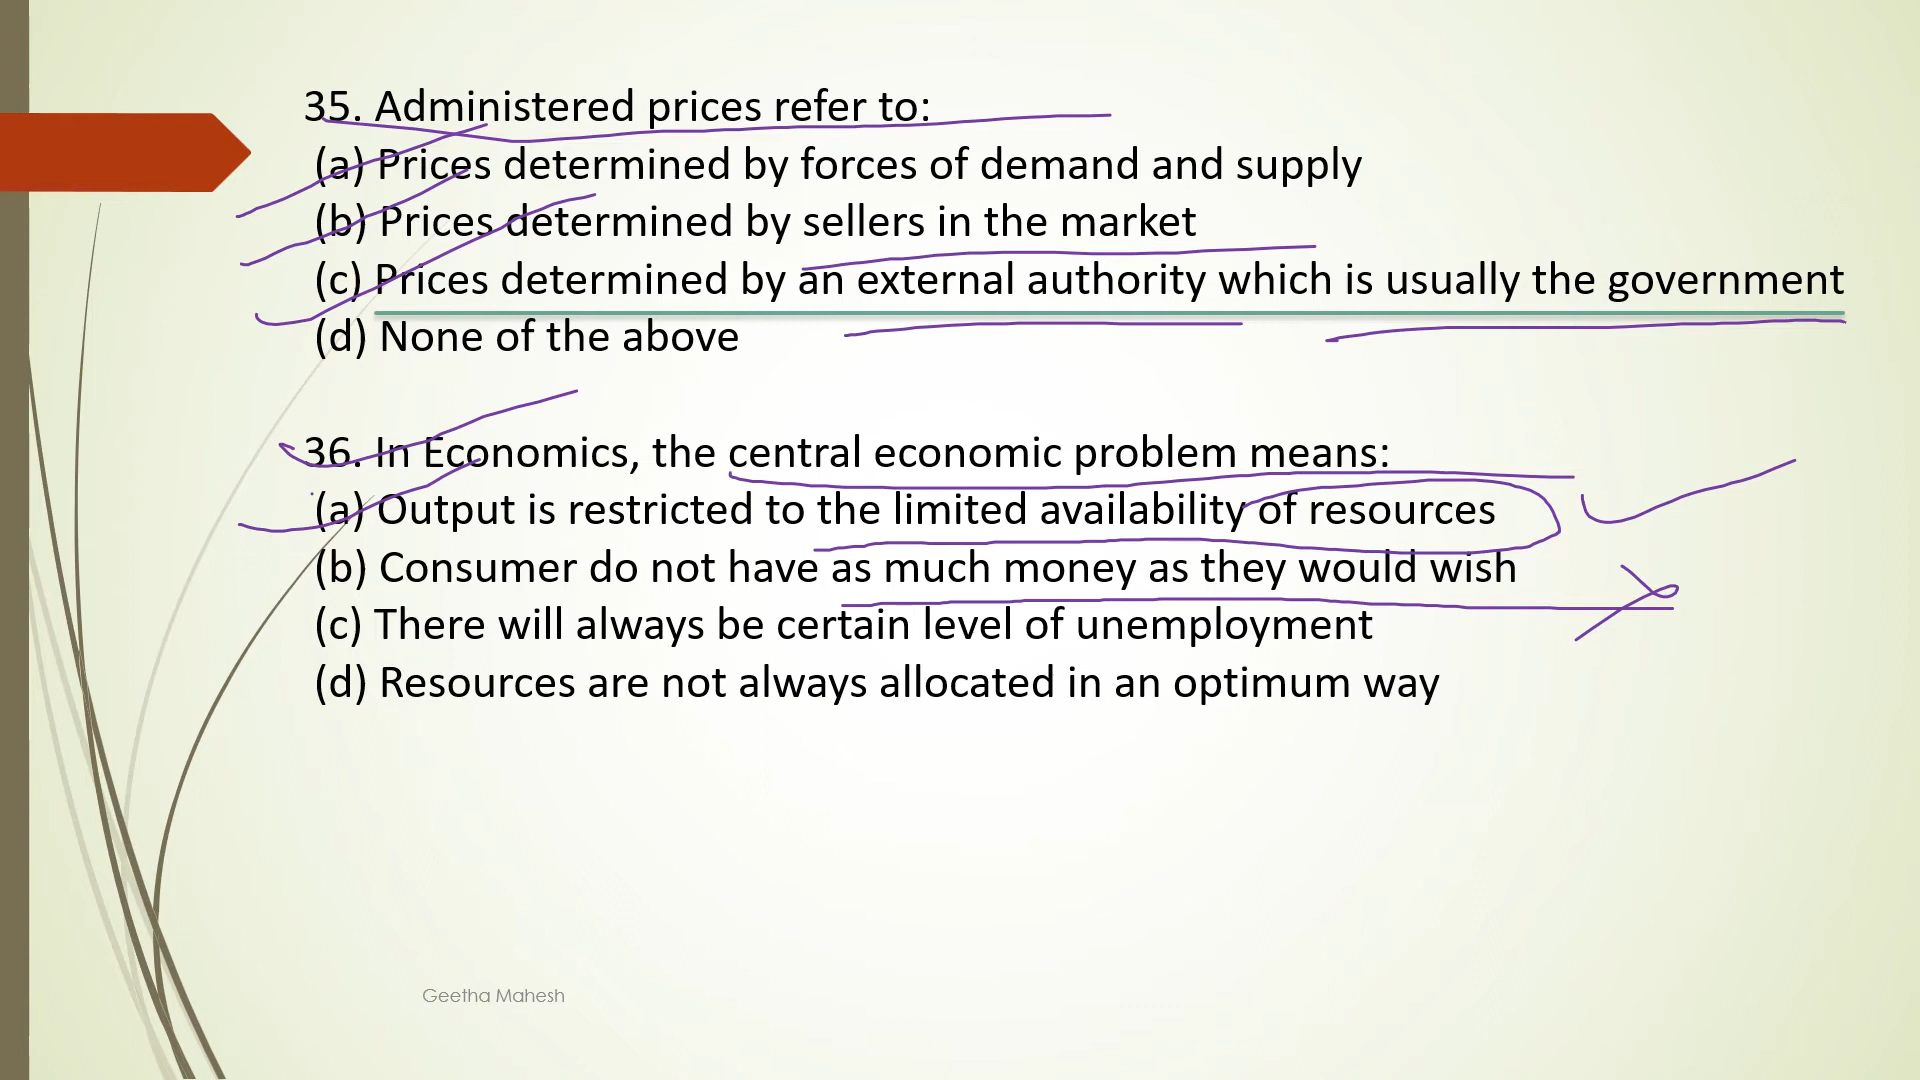 35. Administered prices refer to:
(a) Prices determined by forces of demand and supply
(b) Prices determined by sellers in the market
(c) Prices determined by an external authority which is usually the government
(d) None of the above
36. In Economics, the central economic problem means:
(a) Output is restricted to the limited availability of resources
(b) Consumer do not have as much money as they would wish
(c) There will always be certain level of unemployment
(d) Resources are not always allocated in an optimum way
Geetha Mahesh